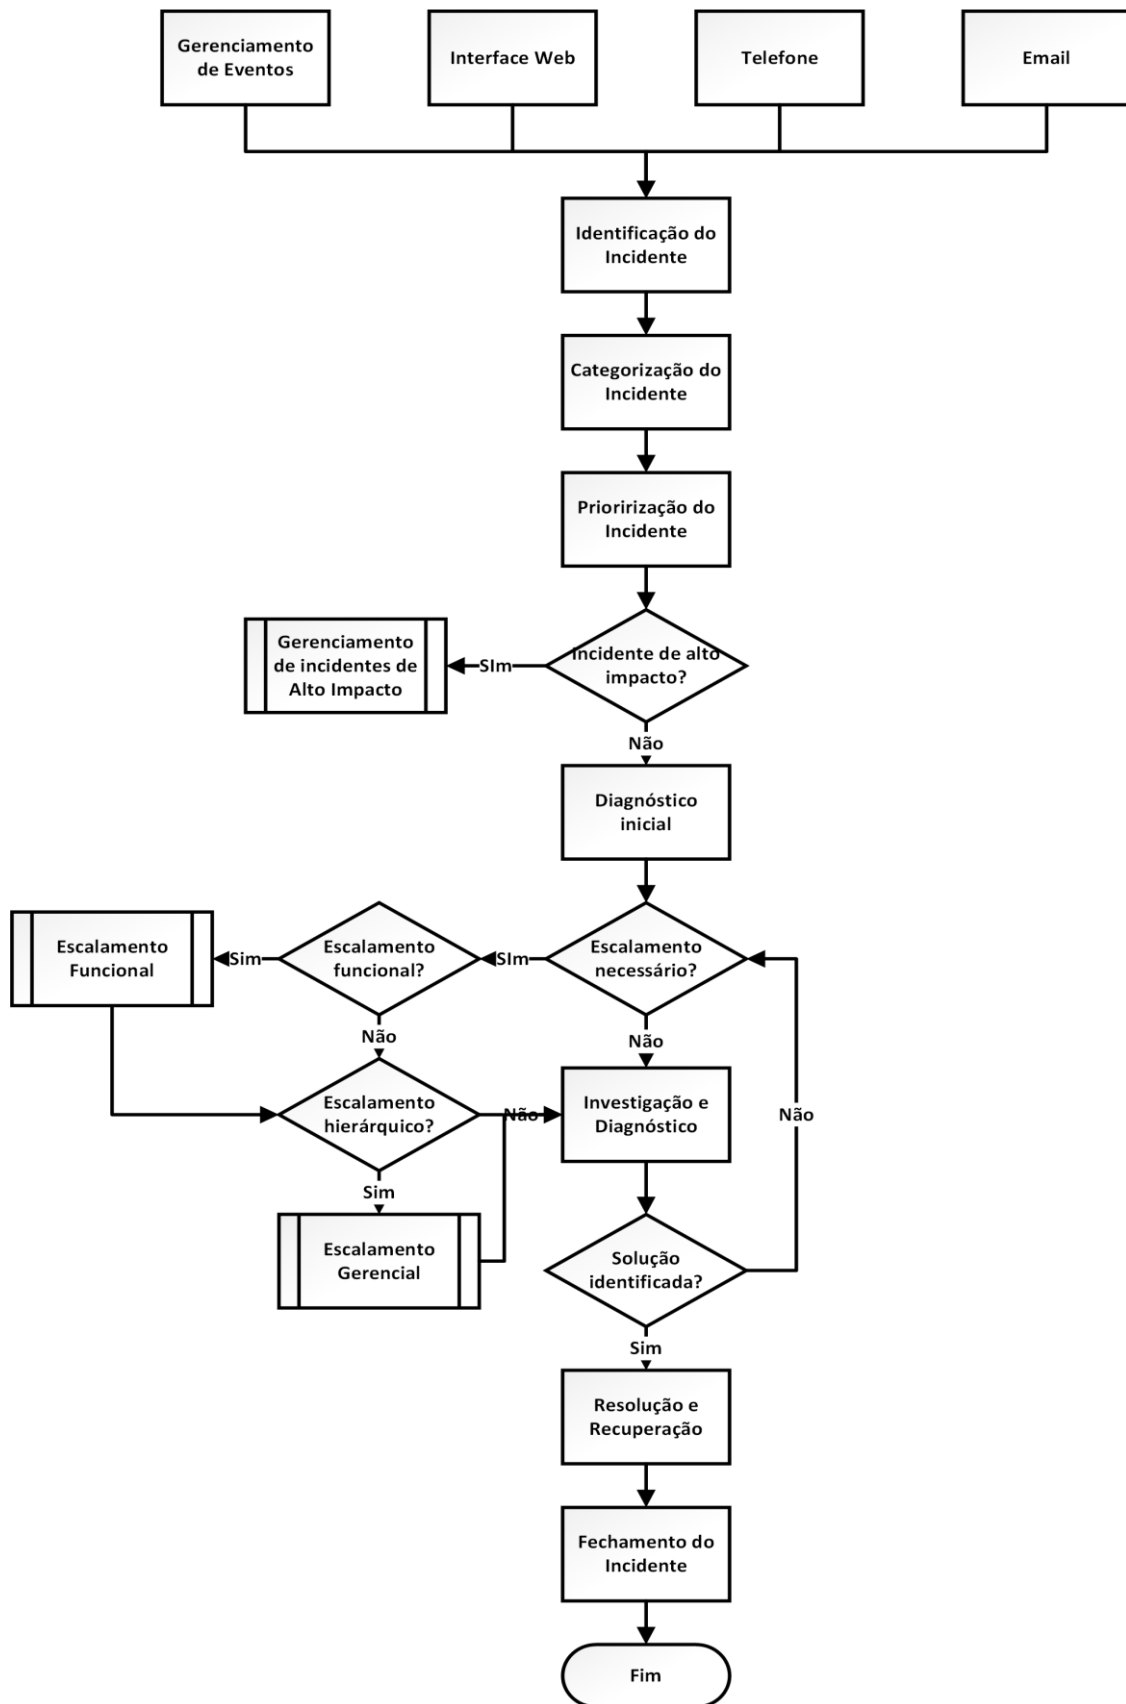 Gerenciamento
de Eventos
Interface Web
Telefone
Email
Identificação do
Incidente
Categorização do
Incidente
Priorirização do
Incidente
Gerenciamento
de incidentes de
Alto Impacto
SIm
Incidente de alto
impacto?
Não
Diagnóstico
inicial
Escalamento
Funcional
Sim
Escalamento
funcional?
SIm
Escalamento
necessário?
Não
Não
Escalamento
hierárquico?
Não
Investigação e
Diagnóstico
Não
Sim
Escalamento
Gerencial
Solução
identificada?
Sim
Resolução e
Recuperação
Fechamento do
Incidente
Fim